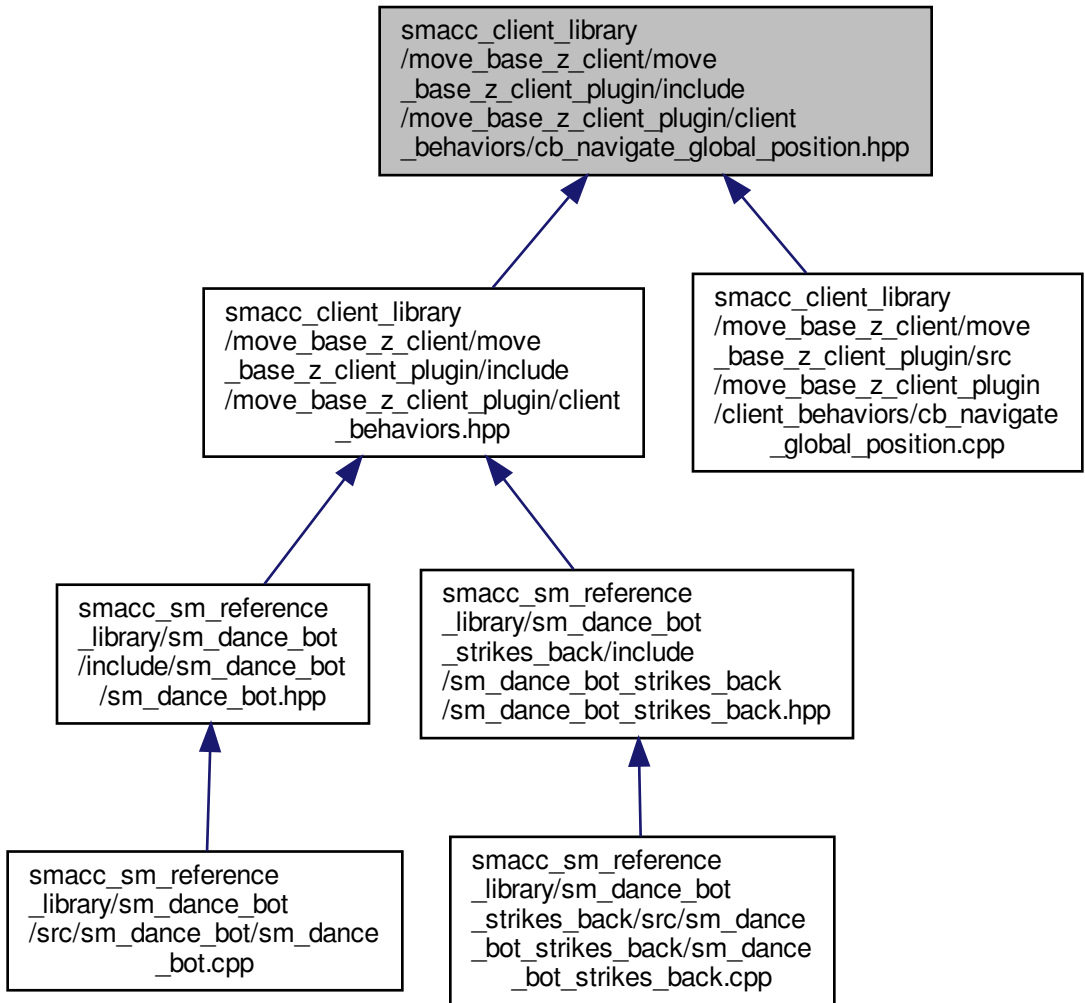 smacc_client_library
/move_base_z_client/move
_base_z_client_plugin/include
/move_base_z_client_plugin/client
_behaviors/cb_navigate_global_position.hpp
smacc_client_library
/move_base_z_client/move
_base_z_client_plugin/include
/move_base_z_client_plugin/client
_behaviors.hpp
smacc_client_library
/move_base_z_client/move
_base_z_client_plugin/src
/move_base_z_client_plugin
/client_behaviors/cb_navigate
_global_position.cpp
smacc_sm_reference
_library/sm_dance_bot
/include/sm_dance_bot
/sm_dance_bot.hpp
smacc_sm_reference
_library/sm_dance_bot
_strikes_back/include
/sm_dance_bot_strikes_back
/sm_dance_bot_strikes_back.hpp
smacc_sm_reference
_library/sm_dance_bot
/src/sm_dance_bot/sm_dance
_bot.cpp
smacc_sm_reference
_library/sm_dance_bot
_strikes_back/src/sm_dance
_bot_strikes_back/sm_dance
_bot_strikes_back.cpp